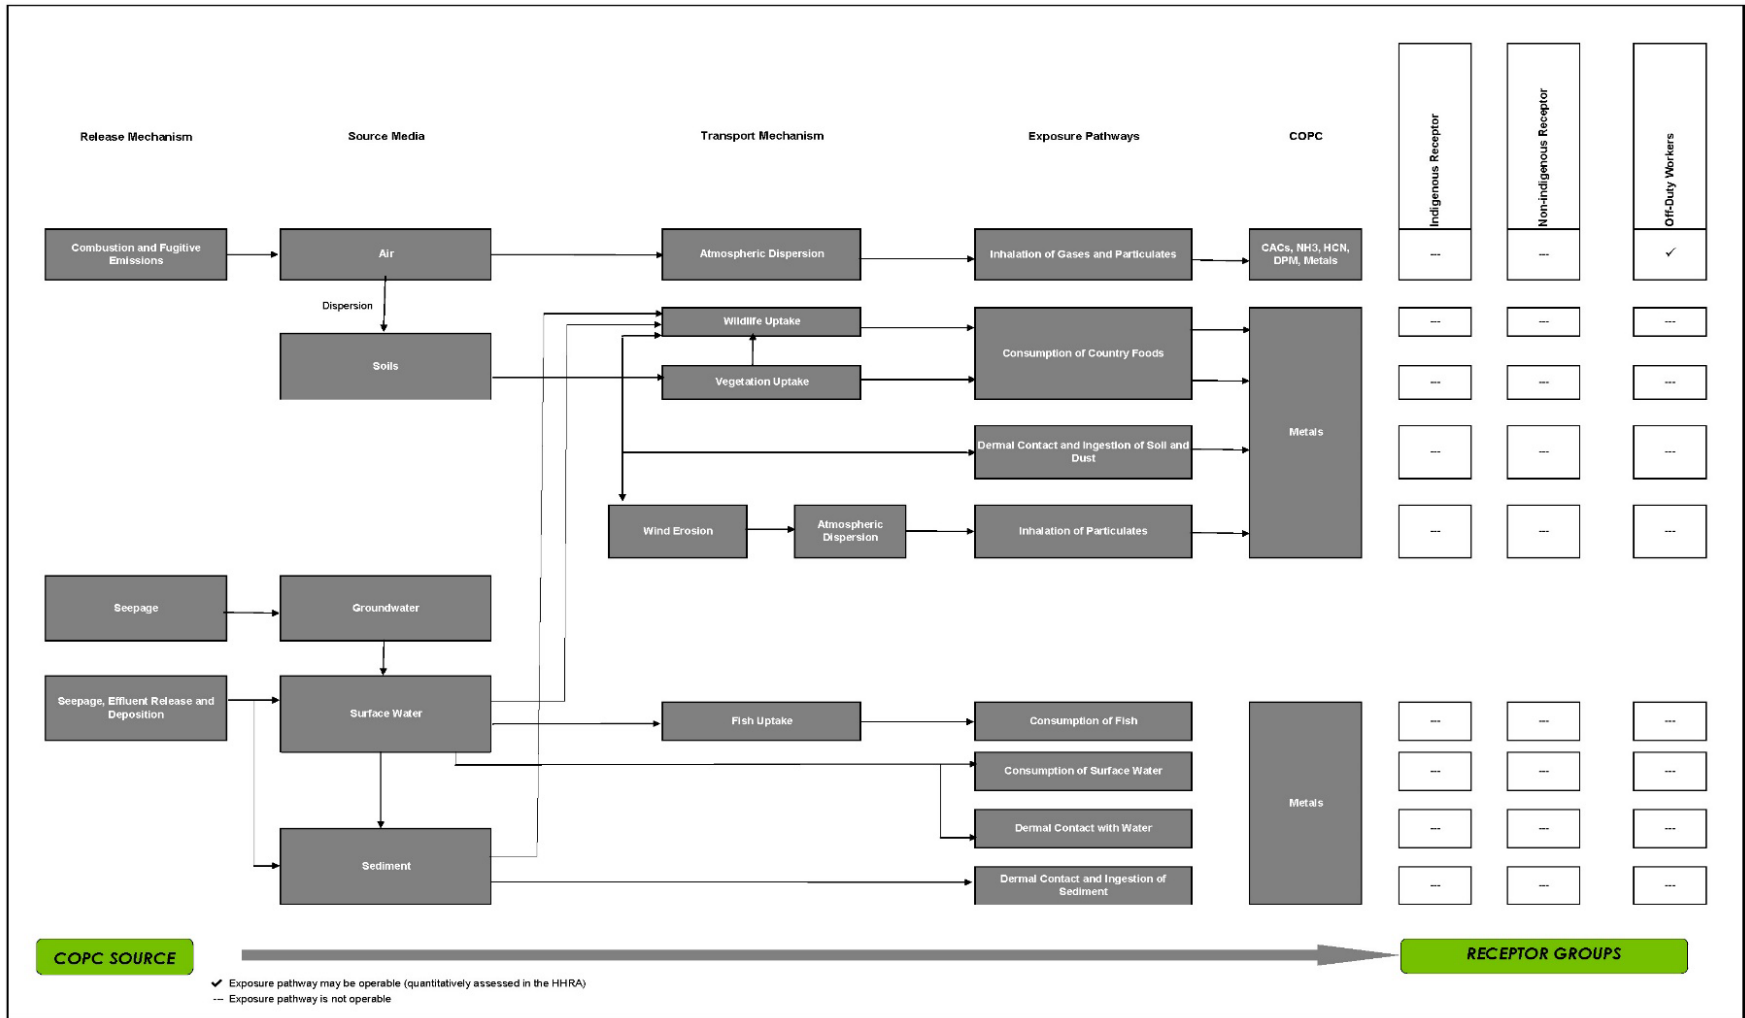 Release Mechanism
Source Media
Transport Mechanism
Exposure Pathways
COPC
Indigenous Receptor
Non-indigenous Receptor
Off-Duty Workers
Combustion and Fugitive
Emissions
Air
Atmospheric Dispersion
Inhalation of Gases and Particulates
CACs, NH3, HCN,
DPM, Metals
---
---
✓
Dispersion
Soils
Wildlife Uptake
Vegetation Uptake
Consumption of Country Foods
Metals
---
---
---
---
---
---
Dermal Contact and Ingestion of Soil and
Dust
---
---
---
Wind Erosion
Atmospheric
Dispersion
Inhalation of Particulates
---
---
---
Seepage
Groundwater
Seepage, Effluent Release and
Deposition
Surface Water
Fish Uptake
Consumption of Fish
---
---
---
Consumption of Surface Water
---
---
---
Metals
Dermal Contact with Water
---
---
---
Sediment
Dermal Contact and Ingestion of
Sediment
---
---
---
COPC SOURCE
RECEPTOR GROUPS
✔ Exposure pathway may be operable (quantitatively assessed in the HHRA)
--- Exposure pathway is not operable